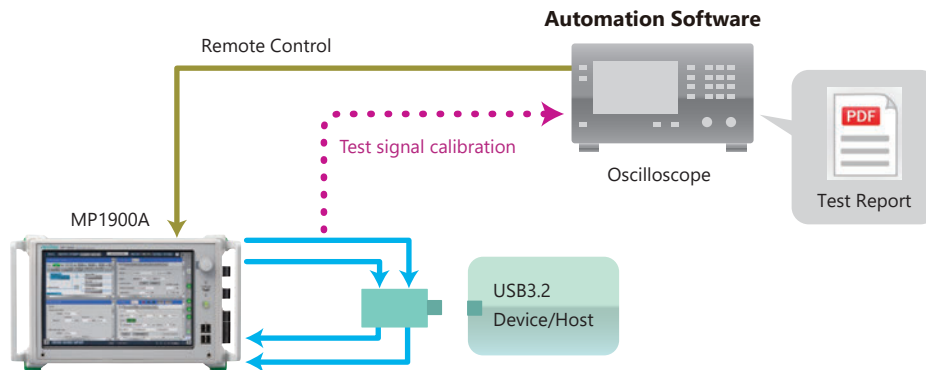 Automation Software
Remote Control
PDF
Test signal calibration
Oscilloscope
Test Report
MP1900A
USB3.2
Device/Host